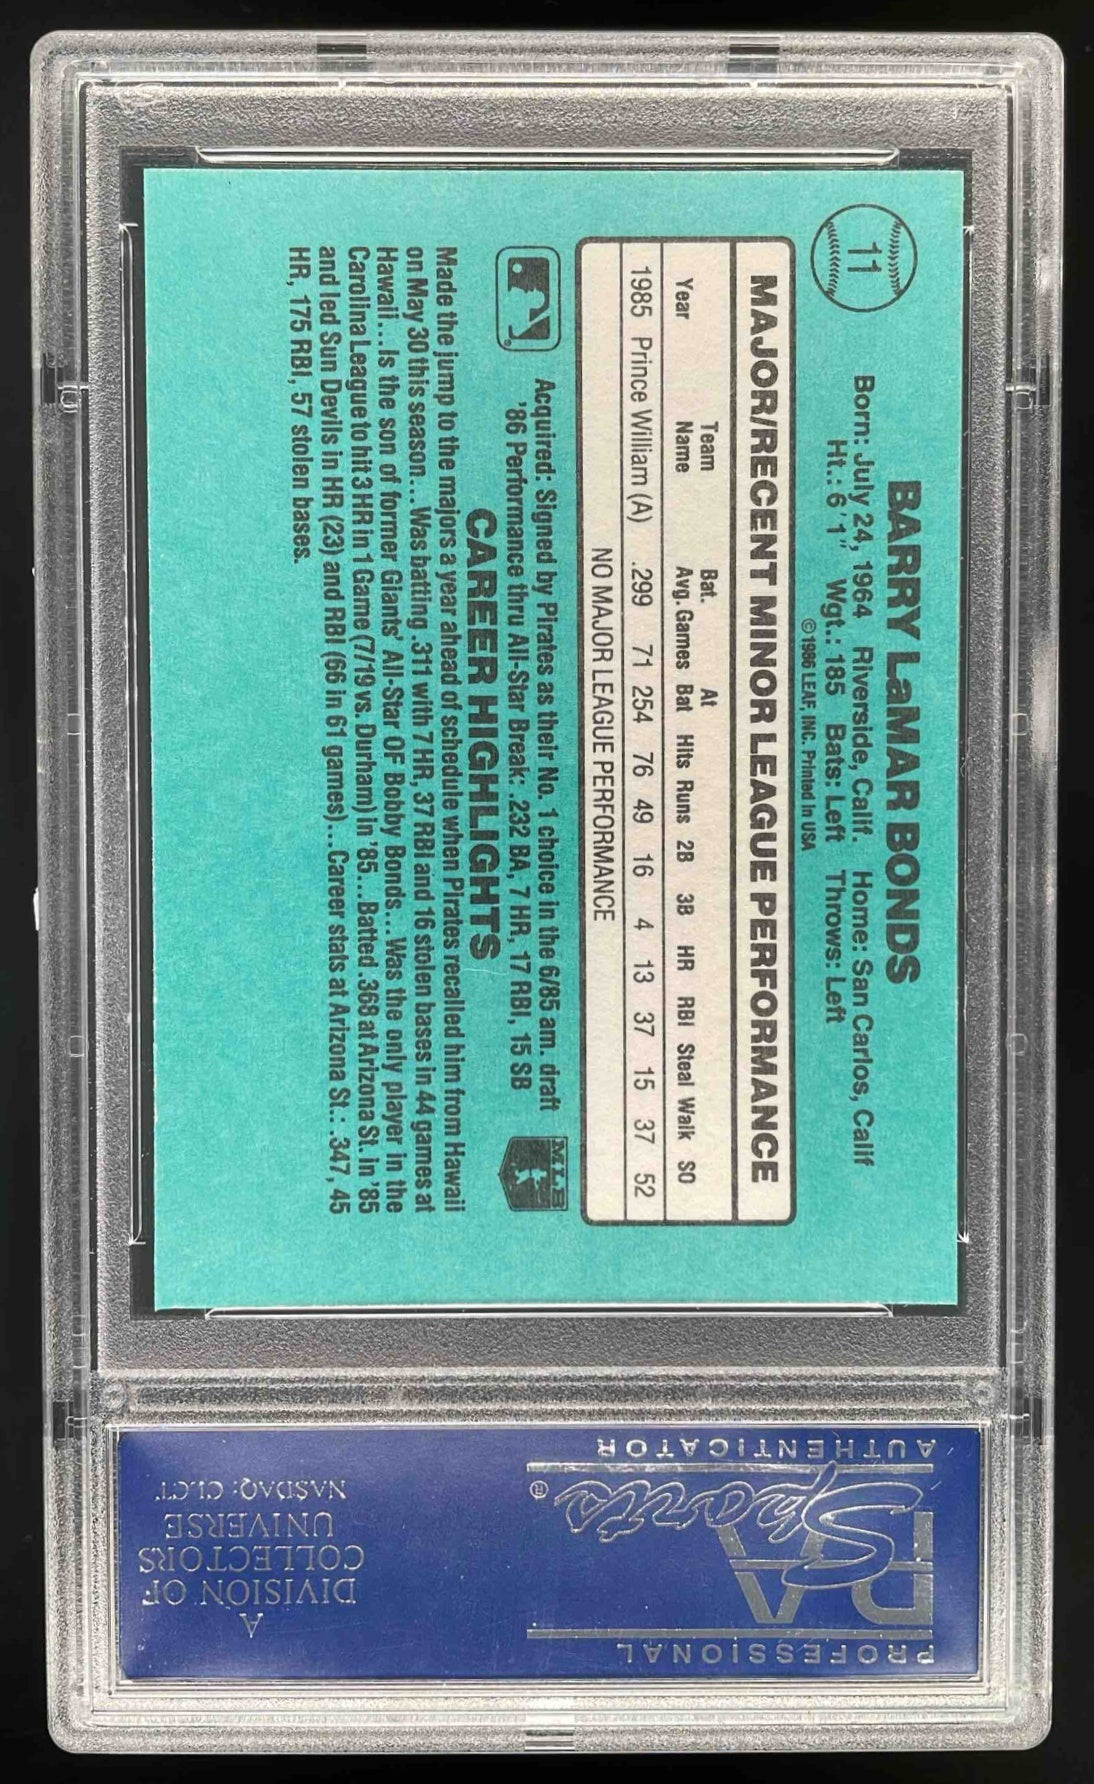 11
BARRY LaMAR BONDS
Born: July 24, 1964 Riverside, Calif. Home: San Carlos, Calif
Ht.: 6'1" Wgt.: 185 Bats: Left Throws: Left
©1986 LEAF, INC. Printed in USA
MAJOR/RECENT MINOR LEAGUE PERFORMANCE
Team Bat. At
Year Name Avg. Games Bat Hits Runs 2B 3B HR RBI Steal Walk SO
1985 Prince William (A) .299 71 254 76 49 16 4 13 37 15 37 52
NO MAJOR LEAGUE PERFORMANCE
Acquired: Signed by Pirates as their No. 1 choice in the 6/85 am. draft
'86 Performance thru All-Star Break: .232 BA, 7 HR, 17 RBI, 15 SB
MLB
CAREER HIGHLIGHTS
Made the jump to the majors a year ahead of schedule when Pirates recalled him from Hawaii
on May 30 this season...Was batting .311 with 7 HR, 37 RBI and 16 stolen bases in 44 games at
Hawaii...Is the son of former Giants' All-Star OF Bobby Bonds...Was the only player in the
Carolina League to hit 3 HR in 1 Game (7/19 vs. Durham) in '85...Batted .368 at Arizona St. in '85
and led Sun Devils in HR (23) and RBI (66 in 61 games)...Career stats at Arizona St.: .347, 45
HR, 175 RBI, 57 stolen bases.
PROFESSIONAL
PSA
Sports®
AUTHENTICATOR
A
DIVISION OF
COLLECTORS
UNIVERSE
NASDAQ: CLCT